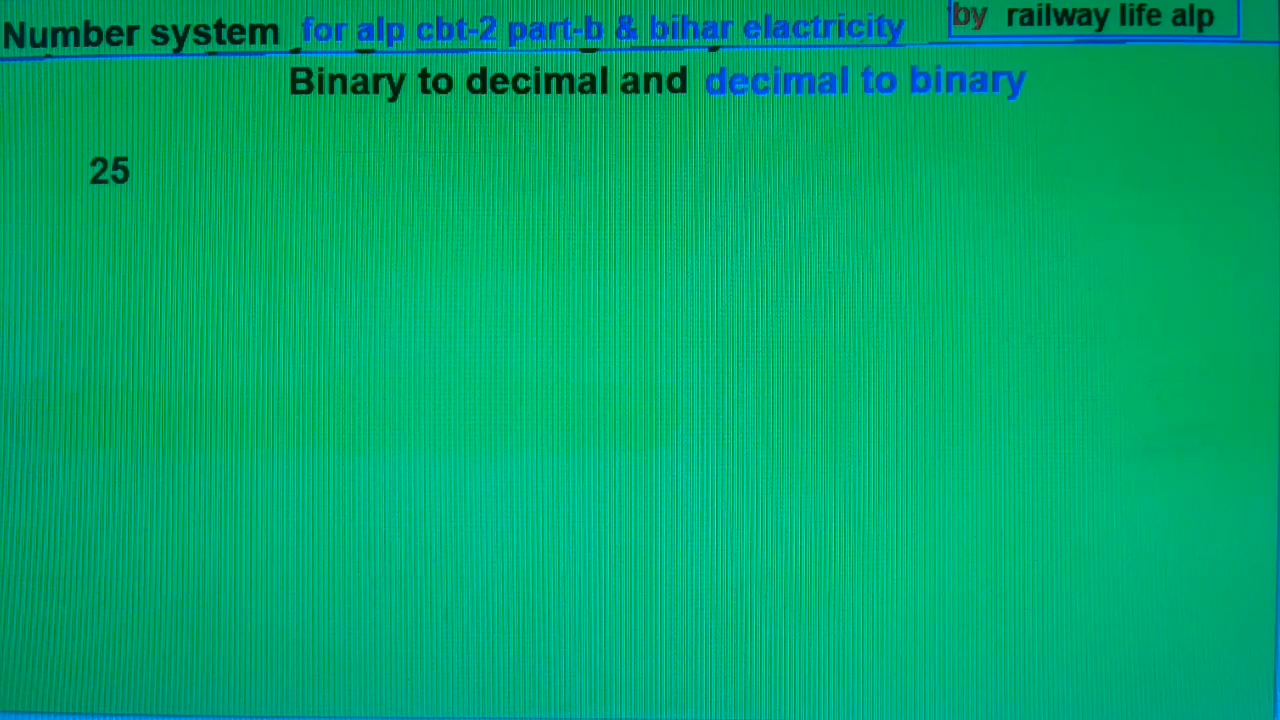 Number system for alp cbt-2 part-b & bihar elactricity by railway life alp
Binary to decimal and decimal to binary
25